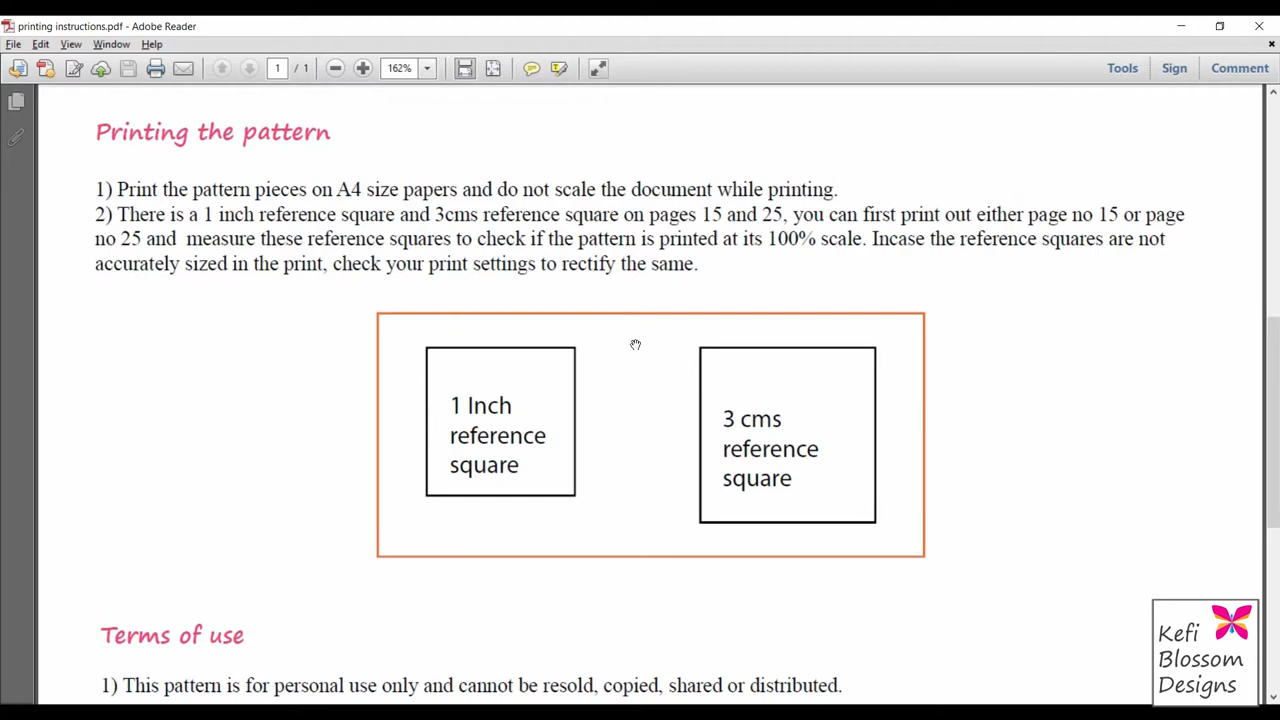 printing instructions.pdf - Adobe Reader
File Edit View Window Help
1 / 1 162% Tools Sign Comment
Printing the pattern
1) Print the pattern pieces on A4 size papers and do not scale the document while printing.
2) There is a 1 inch reference square and 3cms reference square on pages 15 and 25, you can first print out either page no 15 or page
no 25 and measure these reference squares to check if the pattern is printed at its 100% scale. Incase the reference squares are not
accurately sized in the print, check your print settings to rectify the same.
1 Inch
reference
square
3 cms
reference
square
Terms of use
1) This pattern is for personal use only and cannot be resold, copied, shared or distributed.
Kefi
Blossom
Designs